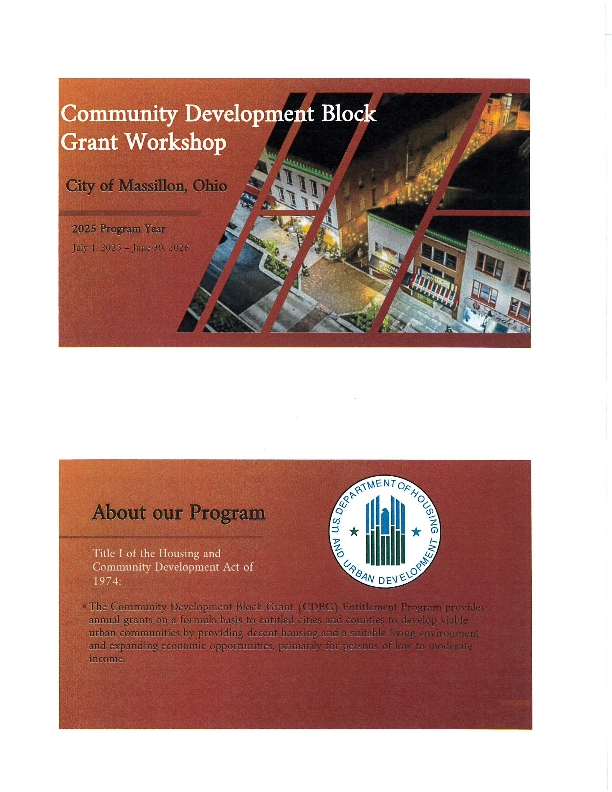 Community Development Block
Grant Workshop
City of Massillon, Ohio
2025 Program Year
July 1, 2025 – June 30, 2026
About our Program
U.S. DEPARTMENT OF HOUSING
AND URBAN DEVELOPMENT
Title I of the Housing and
Community Development Act of
1974:
The Community Development Block Grant (CDBG) Entitlement Program provides
annual grants on a formula basis to entitled cities and counties to develop viable
urban communities by providing decent housing and a suitable living environment
and expanding economic opportunities, primarily for persons of low to moderate
income.